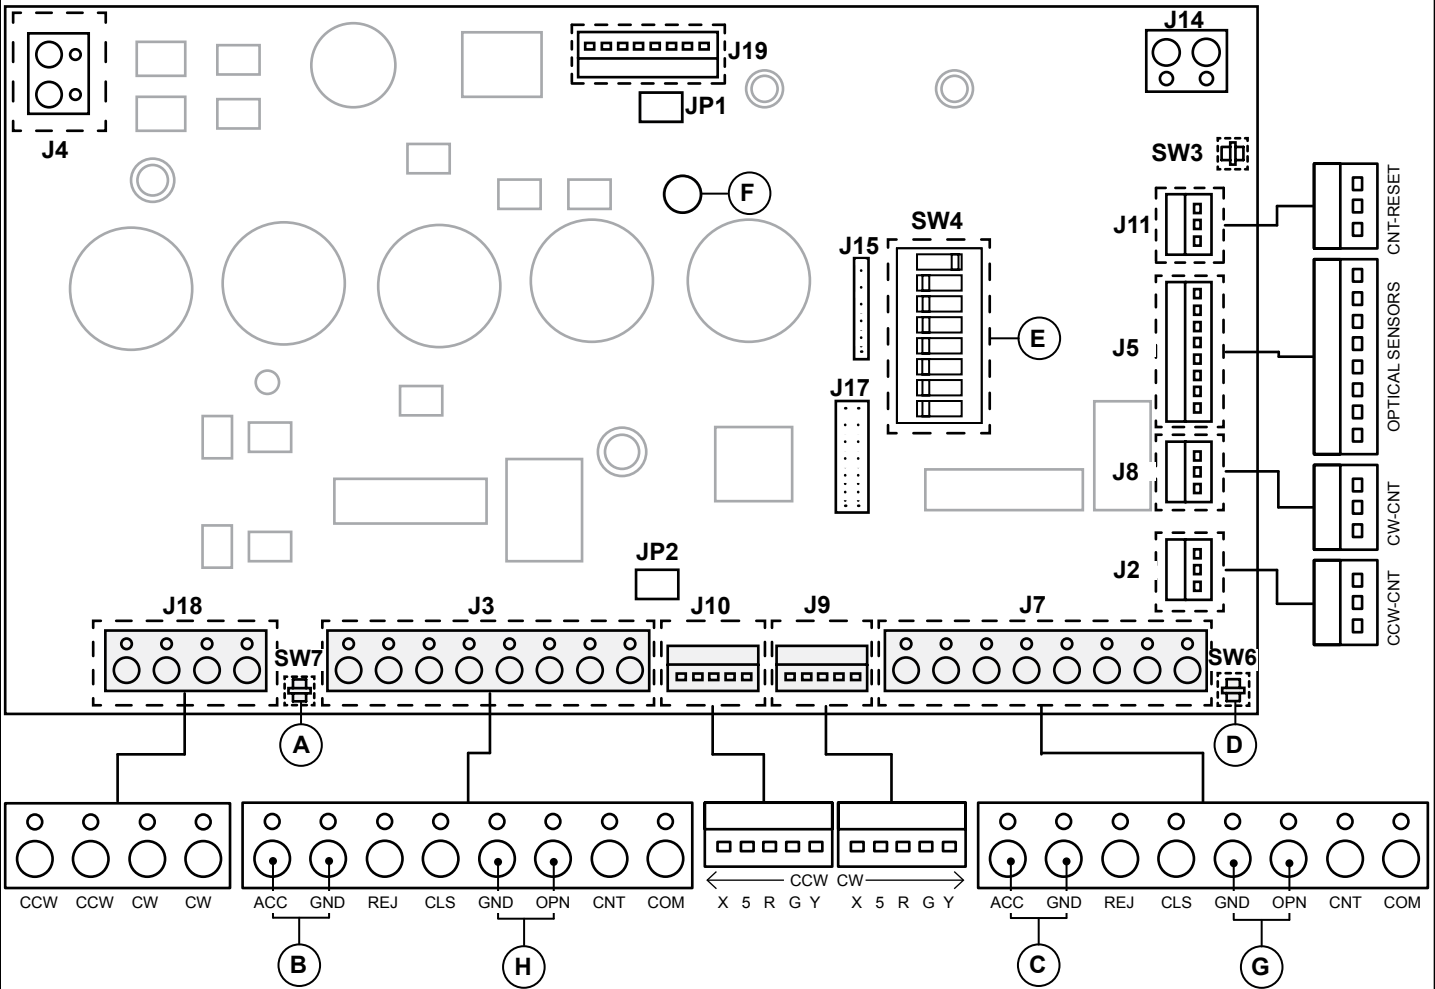 J14
J19
JP1
J4
SW3
CNT-RESET
F
SW4
J11
J15
OPTICAL SENSORS
E
J5
J17
J8
CW-CNT
JP2
J2
CCW-CNT
J18
J3
J10
J9
J7
SW7
SW6
A
D
CCW CW
CCW CCW CW CW
ACC GND REJ CLS GND OPN CNT COM
X 5 R G Y
X 5 R G Y
ACC GND REJ CLS GND OPN CNT COM
B
H
C
G